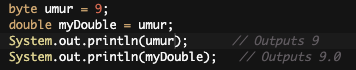 byte umur = 9;
double myDouble = umur;
System.out.println(umur);      // Outputs 9
System.out.println(myDouble);   // Outputs 9.0